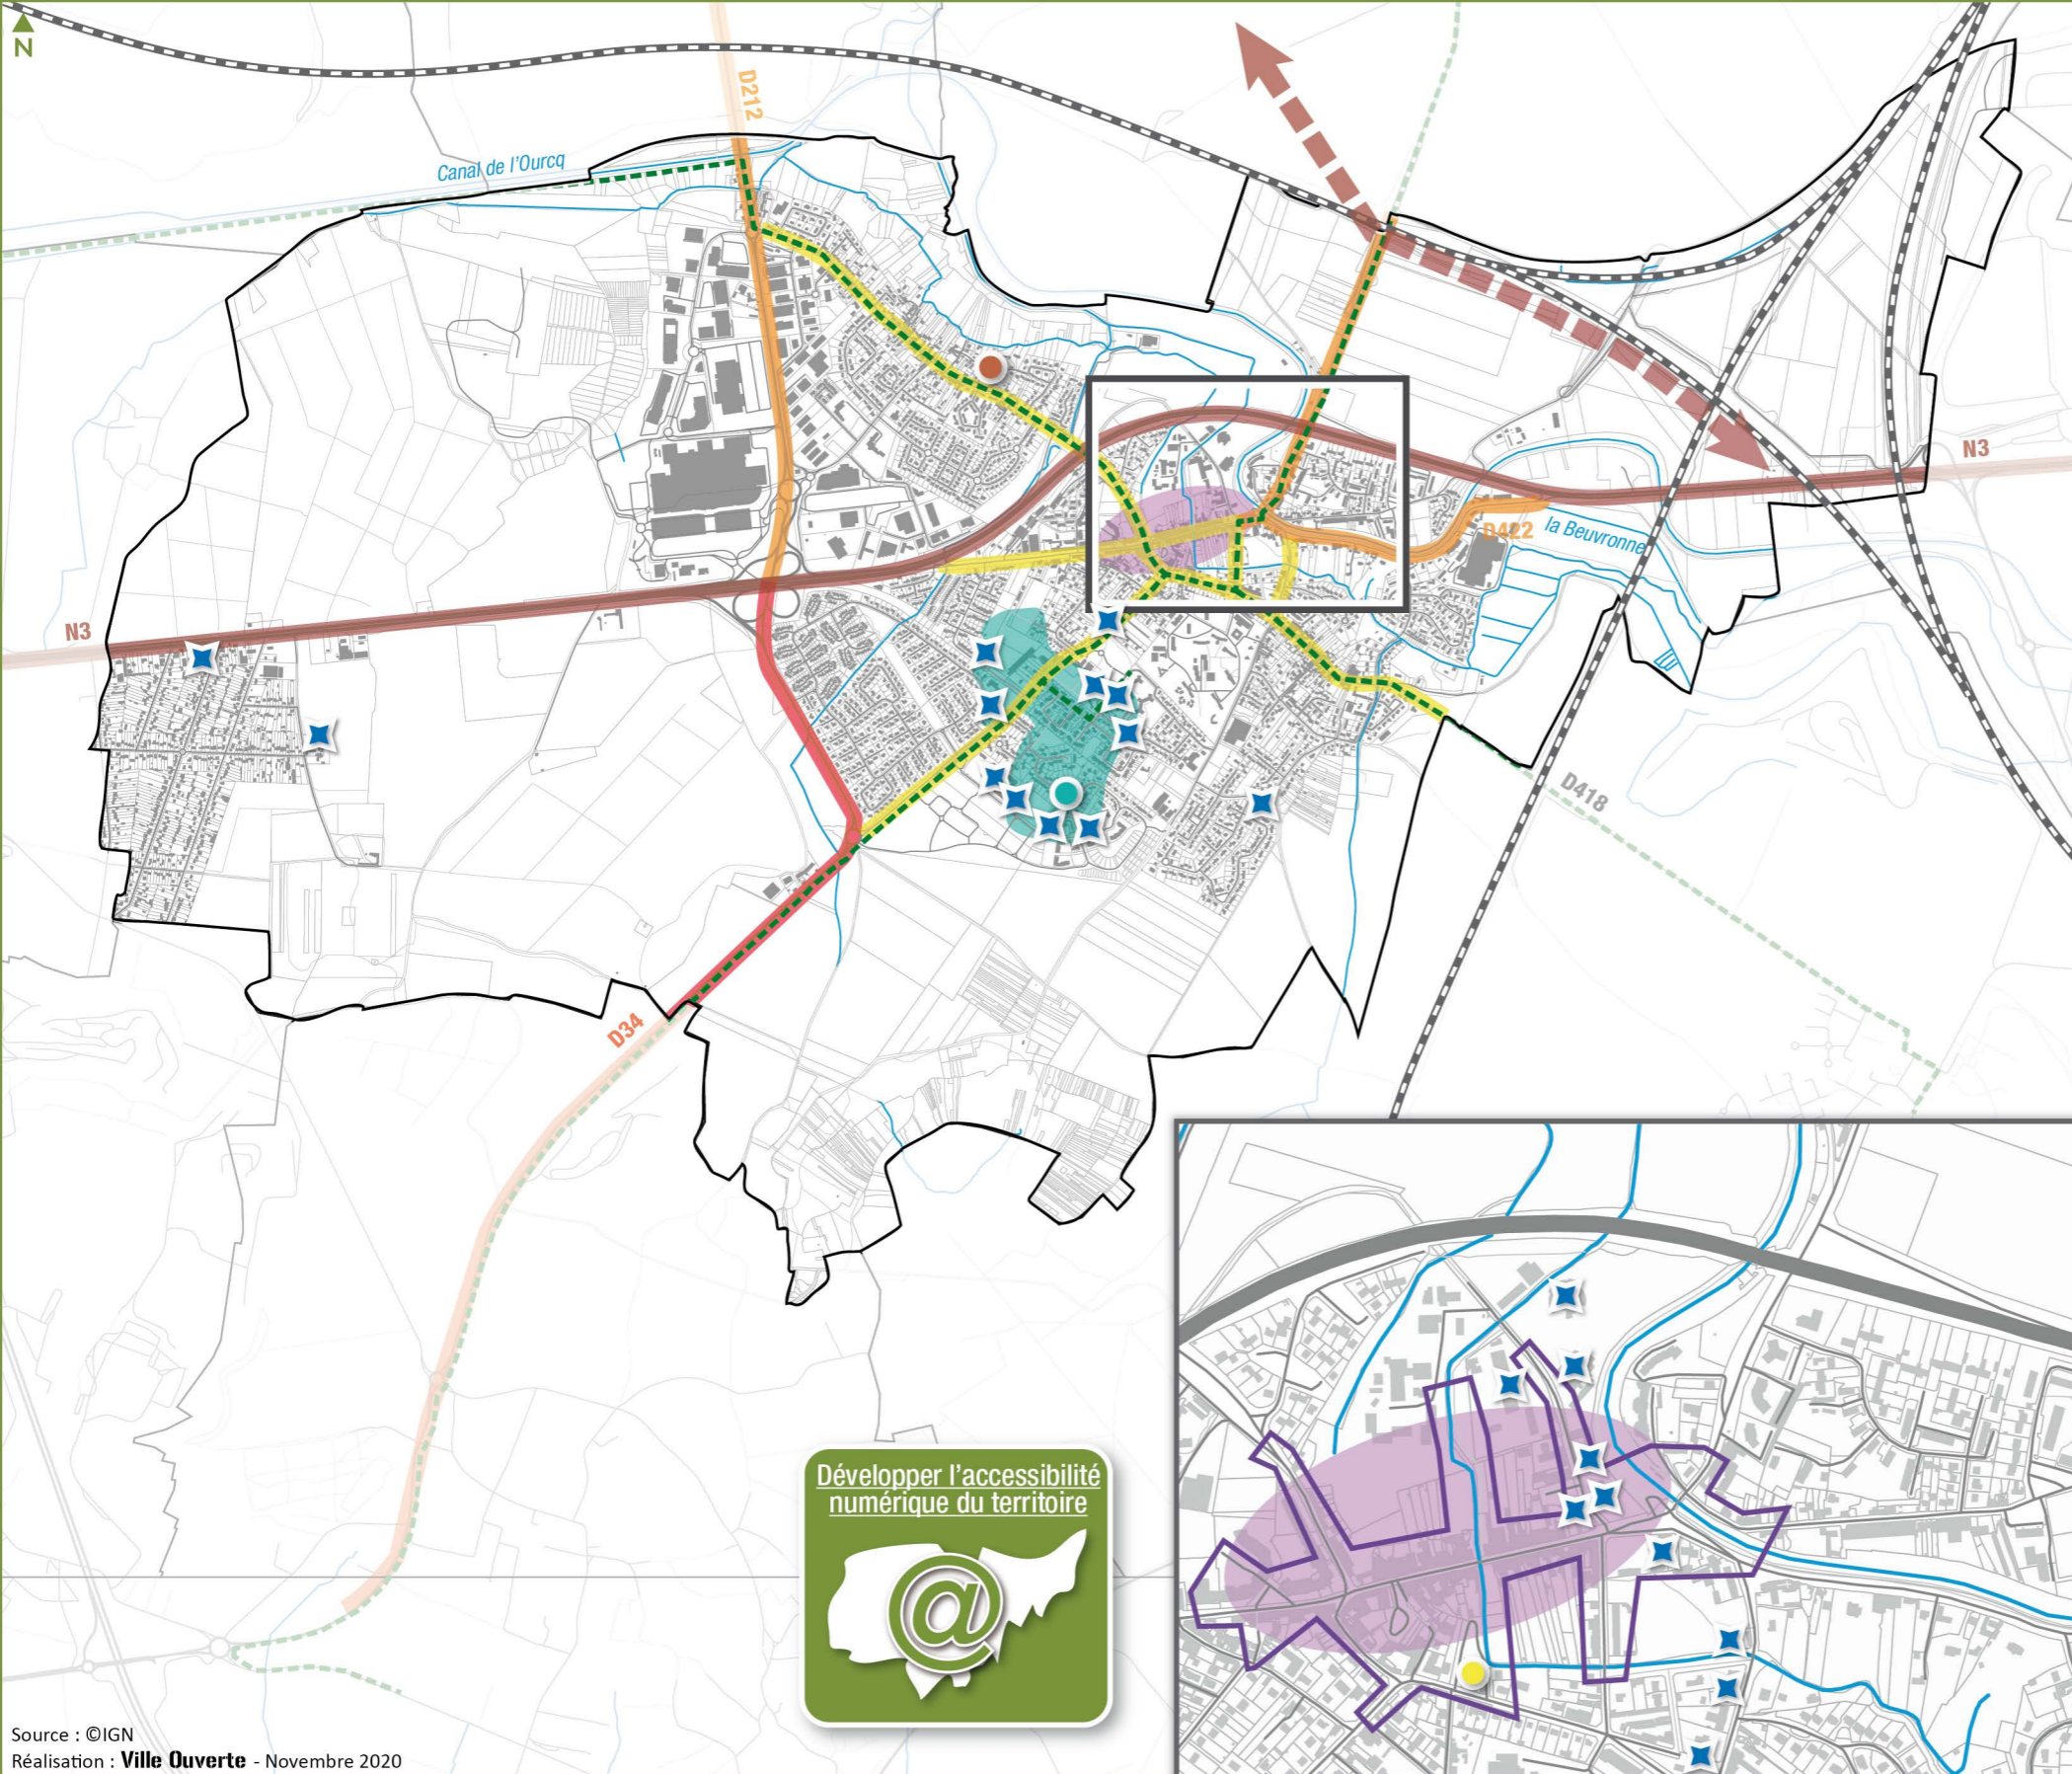 N
D212
Canal de l'Ourcq
N3
D422
la Beuvronne
N3
D418
D34
Développer l'accessibilité
numérique du territoire
@
Source : ©IGN
Réalisation : Ville Ouverte - Novembre 2020